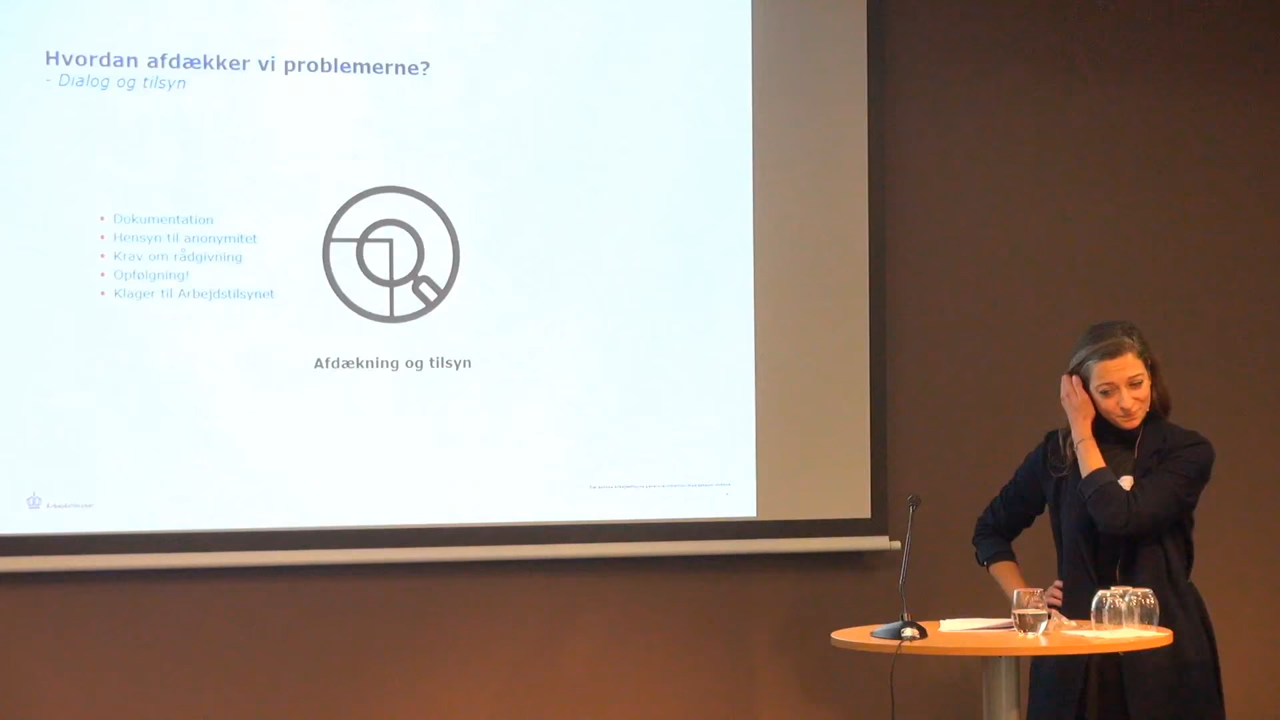 Hvordan afdækker vi problemerne?
- Dialog og tilsyn
• Dokumentation
• Hensyn til anonymitet
• Krav om rådgivning
• Opfølgning!
• Klager til Arbejdstilsynet
Afdækning og tilsyn
Arbejdstilsynet